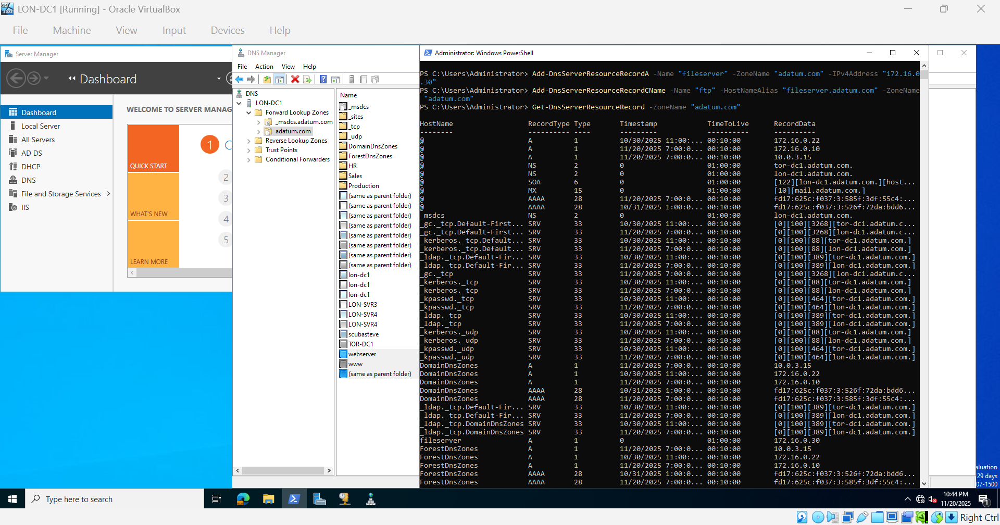 LON-DC1 [Running] - Oracle VirtualBox
File Machine View Input Devices Help
Server Manager
Dashboard
Dashboard
Local Server
All Servers
AD DS
DHCP
DNS
File and Storage Services
IIS
WELCOME TO SERVER MANAG
QUICK START
WHAT'S NEW
LEARN MORE
1
2
3
4
5
DNS Manager
File Action View Help
DNS
LON-DC1
Forward Lookup Zones
_msdcs.adatum.com
adatum.com
Reverse Lookup Zones
Trust Points
Conditional Forwarders
Name
_msdcs
_sites
_tcp
_udp
DomainDnsZones
ForestDnsZones
HR
Sales
Production
(same as parent folder)
(same as parent folder)
(same as parent folder)
(same as parent folder)
(same as parent folder)
(same as parent folder)
(same as parent folder)
(same as parent folder)
lon-dc1
lon-dc1
lon-dc1
LON-SVR3
LON-SVR4
LON-SVR4
scubasteve
TOR-DC1
webserver
www
(same as parent folder)
Administrator: Windows PowerShell
PS C:\Users\Administrator> Add-DnsServerResourceRecordA -Name "fileserver" -ZoneName "adatum.com" -IPv4Address "172.16.0
.30"
PS C:\Users\Administrator> Add-DnsServerResourceRecordCName -Name "ftp" -HostNameAlias "fileserver.adatum.com" -ZoneName
"adatum.com"
PS C:\Users\Administrator> Get-DnsServerResourceRecord -ZoneName "adatum.com"
HostName RecordType Type Timestamp TimeToLive RecordData
-------- ---------- ---- --------- ---------- ----------
@ A 1 10/30/2025 11:00:... 00:10:00 172.16.0.22
@ A 1 11/20/2025 7:00:0... 00:10:00 172.16.0.10
@ A 1 11/20/2025 7:00:0... 00:10:00 10.0.3.15
@ NS 2 0 01:00:00 tor-dc1.adatum.com.
@ NS 2 0 01:00:00 lon-dc1.adatum.com.
@ SOA 6 0 01:00:00 [122][lon-dc1.adatum.com.][host...
@ MX 15 0 01:00:00 [10][mail.adatum.com.]
@ AAAA 28 11/20/2025 7:00:0... 00:10:00 fd17:625c:f037:3:585f:3df:55c4:...
@ AAAA 28 10/31/2025 1:00:0... 00:10:00 fd17:625c:f037:3:526f:72da:bdd6...
_msdcs NS 2 0 01:00:00 lon-dc1.adatum.com.
_gc._tcp.Default-First... SRV 33 10/30/2025 11:00:... 00:10:00 [0][100][3268][tor-dc1.adatum.c...
_gc._tcp.Default-First... SRV 33 11/20/2025 7:00:0... 00:10:00 [0][100][3268][lon-dc1.adatum.c...
_kerberos._tcp.Default... SRV 33 10/30/2025 11:00:... 00:10:00 [0][100][88][tor-dc1.adatum.com.]
_kerberos._tcp.Default... SRV 33 11/20/2025 7:00:0... 00:10:00 [0][100][88][lon-dc1.adatum.com.]
_ldap._tcp.Default-Fir... SRV 33 10/30/2025 11:00:... 00:10:00 [0][100][389][tor-dc1.adatum.com.]
_ldap._tcp.Default-Fir... SRV 33 11/20/2025 7:00:0... 00:10:00 [0][100][389][lon-dc1.adatum.com.]
_gc._tcp SRV 33 11/20/2025 7:00:0... 00:10:00 [0][100][3268][lon-dc1.adatum.c...
_kerberos._tcp SRV 33 10/30/2025 11:00:... 00:10:00 [0][100][88][tor-dc1.adatum.com.]
_kerberos._tcp SRV 33 11/20/2025 7:00:0... 00:10:00 [0][100][88][lon-dc1.adatum.com.]
_kpasswd._tcp SRV 33 10/30/2025 11:00:... 00:10:00 [0][100][464][tor-dc1.adatum.com.]
_kpasswd._tcp SRV 33 11/20/2025 7:00:0... 00:10:00 [0][100][464][lon-dc1.adatum.com.]
_ldap._tcp SRV 33 10/30/2025 11:00:... 00:10:00 [0][100][389][tor-dc1.adatum.com.]
_ldap._tcp SRV 33 11/20/2025 7:00:0... 00:10:00 [0][100][389][lon-dc1.adatum.com.]
_kerberos._udp SRV 33 10/30/2025 11:00:... 00:10:00 [0][100][88][tor-dc1.adatum.com.]
_kerberos._udp SRV 33 11/20/2025 7:00:0... 00:10:00 [0][100][88][lon-dc1.adatum.com.]
_kpasswd._udp SRV 33 10/30/2025 11:00:... 00:10:00 [0][100][464][tor-dc1.adatum.com.]
_kpasswd._udp SRV 33 11/20/2025 7:00:0... 00:10:00 [0][100][464][lon-dc1.adatum.com.]
DomainDnsZones A 1 11/20/2025 7:00:0... 00:10:00 10.0.3.15
DomainDnsZones A 1 10/30/2025 11:00:... 00:10:00 172.16.0.22
DomainDnsZones A 1 11/20/2025 7:00:0... 00:10:00 172.16.0.10
DomainDnsZones AAAA 28 10/31/2025 1:00:0... 00:10:00 fd17:625c:f037:3:526f:72da:bdd6...
DomainDnsZones AAAA 28 11/20/2025 7:00:0... 00:10:00 fd17:625c:f037:3:585f:3df:55c4:...
_ldap._tcp.Default-Fir... SRV 33 10/30/2025 11:00:... 00:10:00 [0][100][389][tor-dc1.adatum.com.]
_ldap._tcp.Default-Fir... SRV 33 11/20/2025 7:00:0... 00:10:00 [0][100][389][lon-dc1.adatum.com.]
_ldap._tcp.DomainDnsZones SRV 33 10/30/2025 11:00:... 00:10:00 [0][100][389][tor-dc1.adatum.com.]
_ldap._tcp.DomainDnsZones SRV 33 11/20/2025 7:00:0... 00:10:00 [0][100][389][lon-dc1.adatum.com.]
fileserver A 1 0 01:00:00 172.16.0.30
ForestDnsZones A 1 11/20/2025 7:00:0... 00:10:00 10.0.3.15
ForestDnsZones A 1 10/30/2025 11:00:... 00:10:00 172.16.0.22
ForestDnsZones A 1 11/20/2025 7:00:0... 00:10:00 172.16.0.10
ForestDnsZones AAAA 28 10/31/2025 1:00:0... 00:10:00 fd17:625c:f037:3:526f:72da:bdd6...
ForestDnsZones AAAA 28 11/20/2025 7:00:0... 00:10:00 fd17:625c:f037:3:585f:3df:55c4:...
aluation
29 days
07-1500
Type here to search
10:44 PM
11/20/2025
1
Right Ctrl